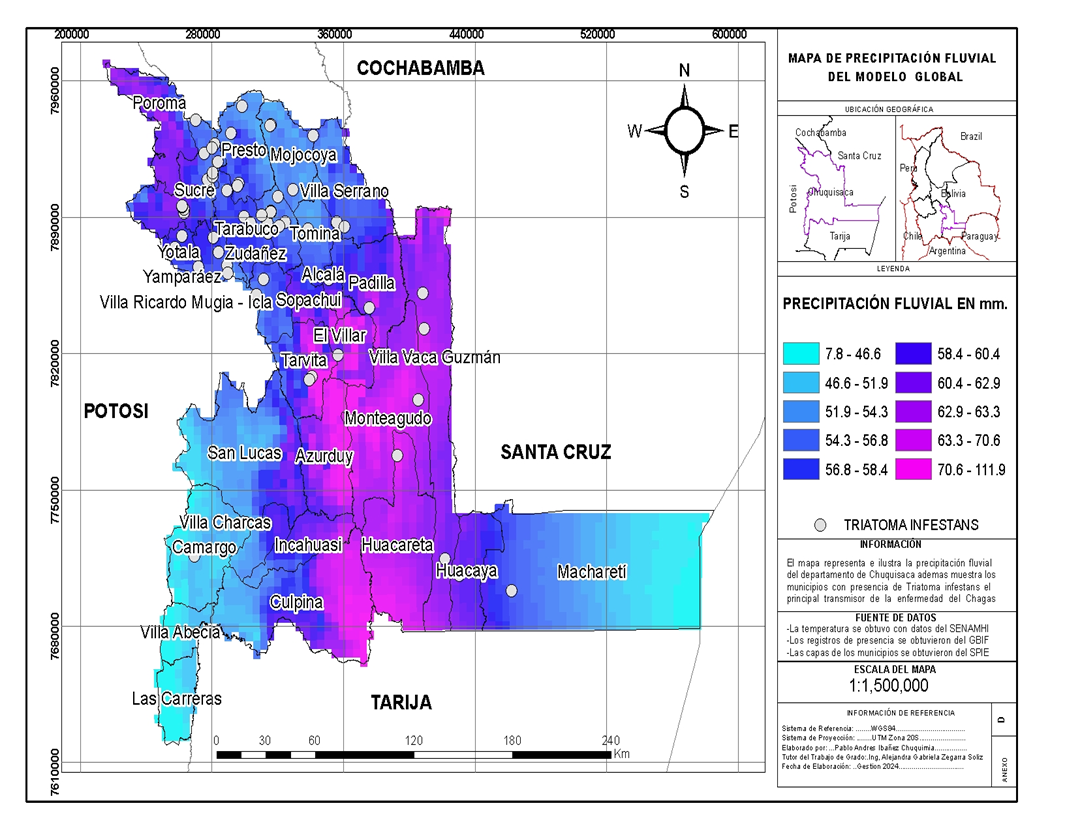 200000 280000 360000 440000 520000 600000
7960000
7890000
7820000
7750000
7680000
7610000
COCHABAMBA
N
W E
S
Poroma
Presto
Mojocoya
Sucre
Villa Serrano
Tarabuco
Tomina
Yotala
Zudañez
Yamparáez
Alcalá
Padilla
Villa Ricardo Mugia - Icla
Sopachui
El Villar
Tarvita
Villa Vaca Guzmán
POTOSI
Monteagudo
San Lucas
Azurduy
SANTA CRUZ
Villa Charcas
Camargo
Incahuasi
Huacareta
Huacaya
Machareti
Culpina
Villa Abecia
Las Carreras
TARIJA
0 30 60 120 180 240
Km
MAPA DE PRECIPITACIÓN FLUVIAL
DEL MODELO GLOBAL
UBICACIÓN GEOGRÁFICA
Cochabamba
Santa Cruz
Potosi
Chuquisaca
Tarija
Brazil
Peru
Bolivia
Chile
Paraguay
Argentina
LEYENDA
PRECIPITACIÓN FLUVIAL EN mm.
7.8 - 46.6
46.6 - 51.9
51.9 - 54.3
54.3 - 56.8
56.8 - 58.4
58.4 - 60.4
60.4 - 62.9
62.9 - 63.3
63.3 - 70.6
70.6 - 111.9
TRIATOMA INFESTANS
INFORMACIÓN
El mapa representa e ilustra la precipitación fluvial
del departamento de Chuquisaca ademas muestra los
municipios con presencia de Triatoma infestans el
principal transmisor de la enfermedad del Chagas
FUENTE DE DATOS
-La temperatura se obtuvo con datos del SENAMHI
-Los registros de presencia se obtuvieron del GBIF
-Las capas de los municipios se obtuvieron del SPIE
ESCALA DEL MAPA
1:1,500,000
INFORMACIÓN DE REFERENCIA
Sistema de Referencia: ........WGS84
Sistema de Proyección: ........UTM Zona 20S
Elaborado por: ...Pablo Andres Ibañez Chuquimia
Tutor del Trabajo de Grado:.Ing, Alejandra Gabriela Zegarra Soliz
Fecha de Elaboración: ..Gestion 2024
D
ANEXO